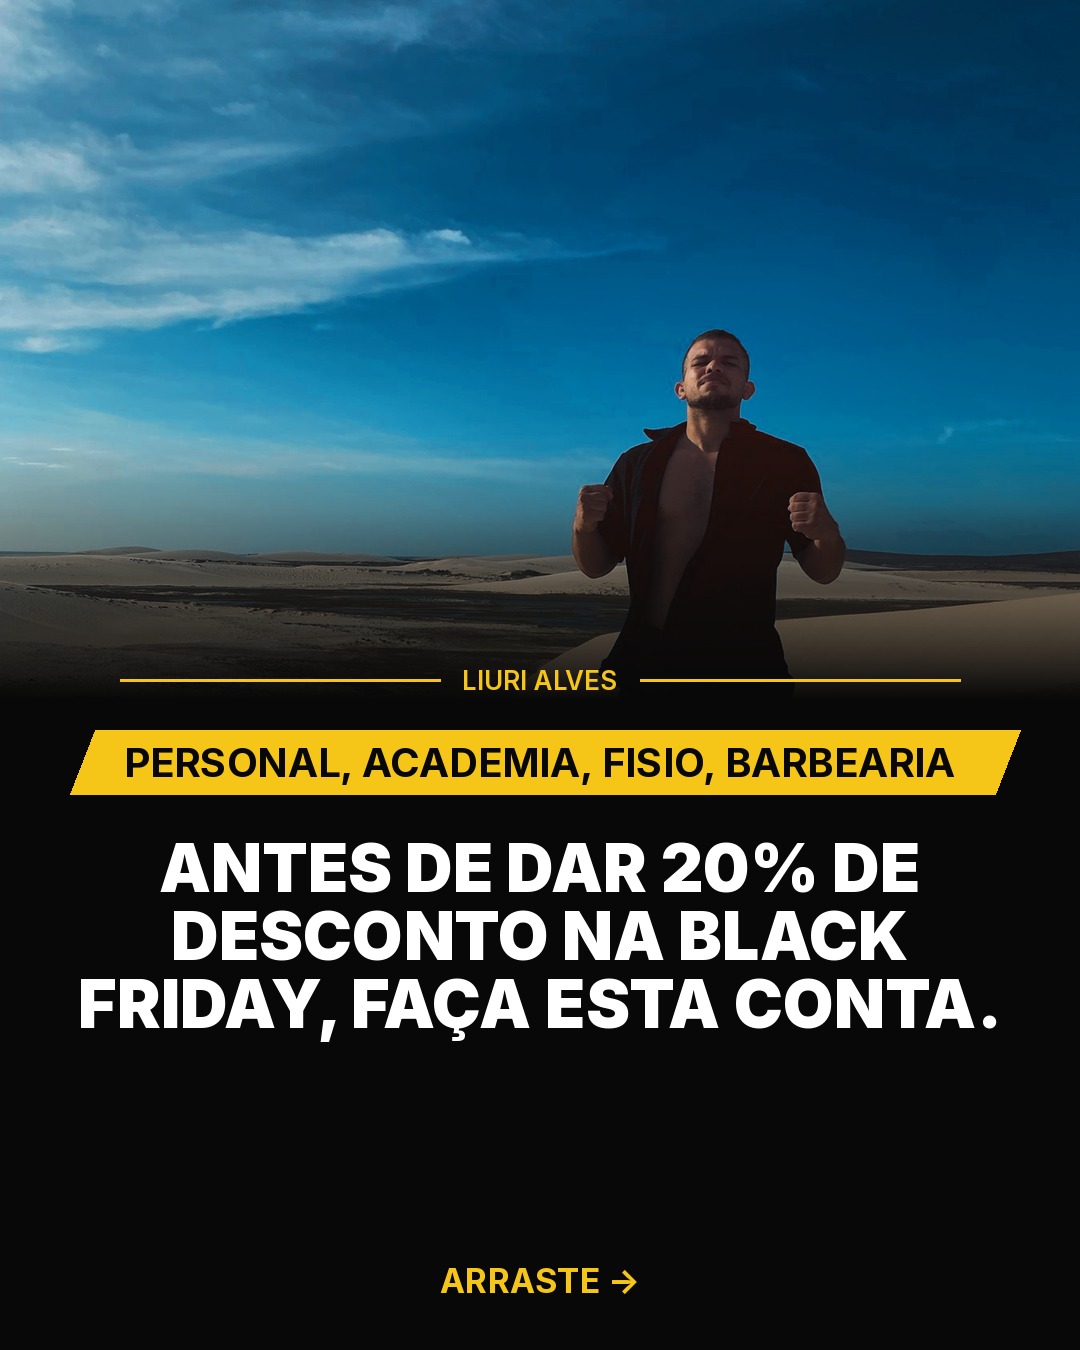 LIURI ALVES
PERSONAL, ACADEMIA, FISIO, BARBEARIA
ANTES DE DAR 20% DE
DESCONTO NA BLACK
FRIDAY, FAÇA ESTA CONTA.
ARRASTE →